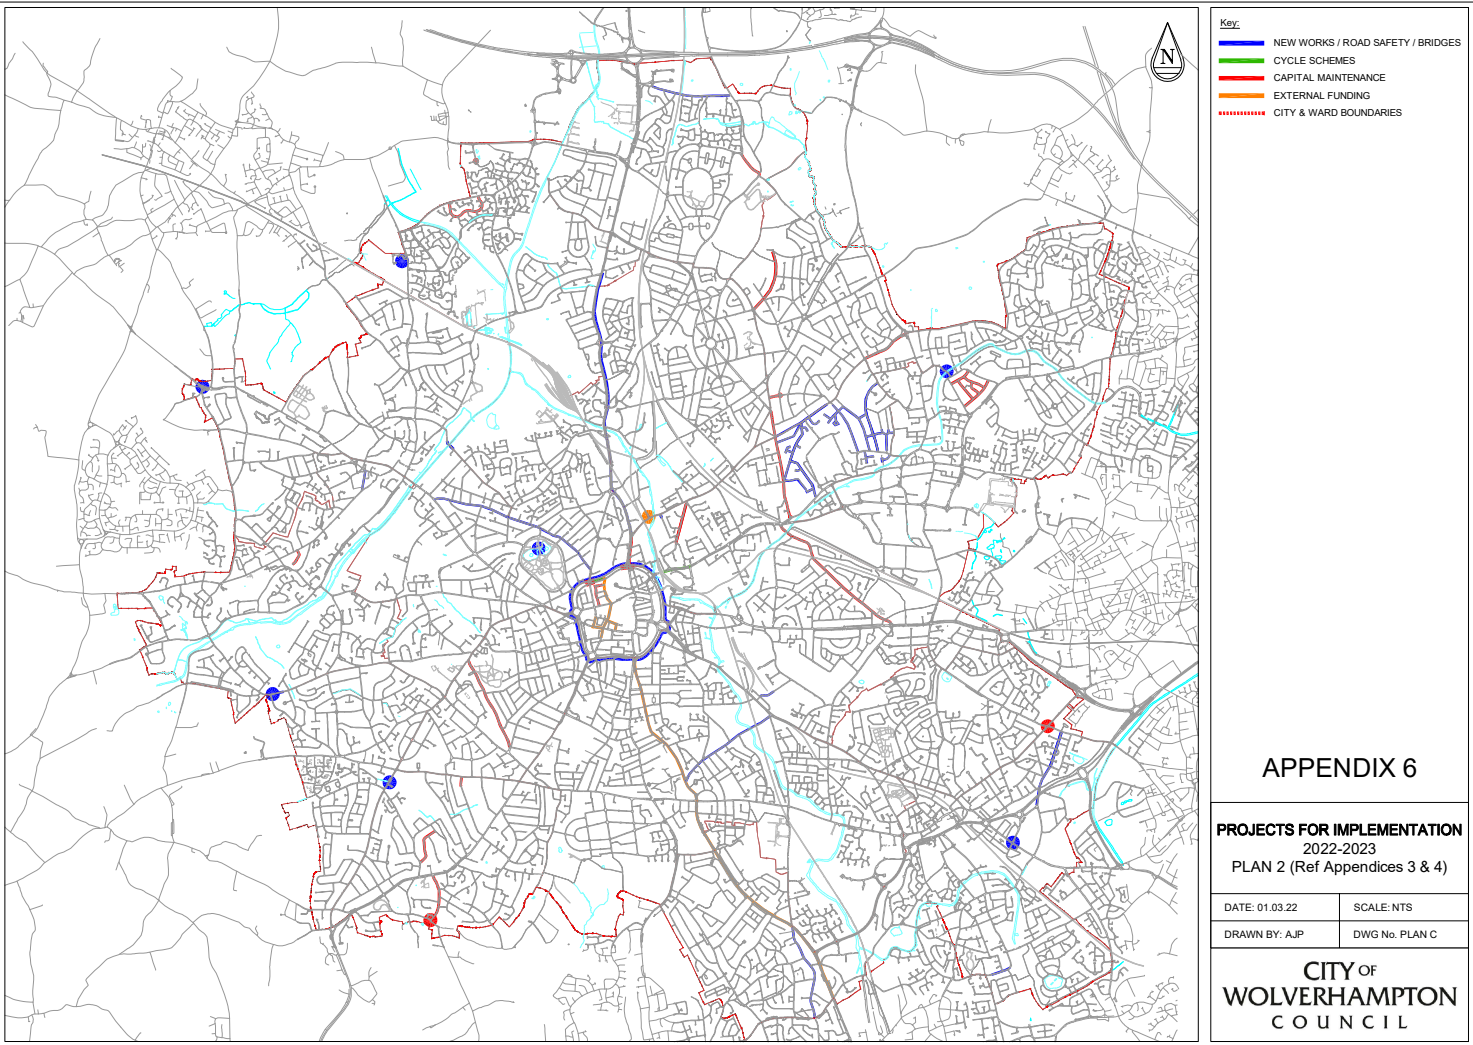 N
Key:
NEW WORKS / ROAD SAFETY / BRIDGES
CYCLE SCHEMES
CAPITAL MAINTENANCE
EXTERNAL FUNDING
CITY & WARD BOUNDARIES
APPENDIX 6
PROJECTS FOR IMPLEMENTATION
2022-2023
PLAN 2 (Ref Appendices 3 & 4)
DATE: 01.03.22 SCALE: NTS
DRAWN BY: AJP DWG No. PLAN C
CITY OF
WOLVERHAMPTON
COUNCIL